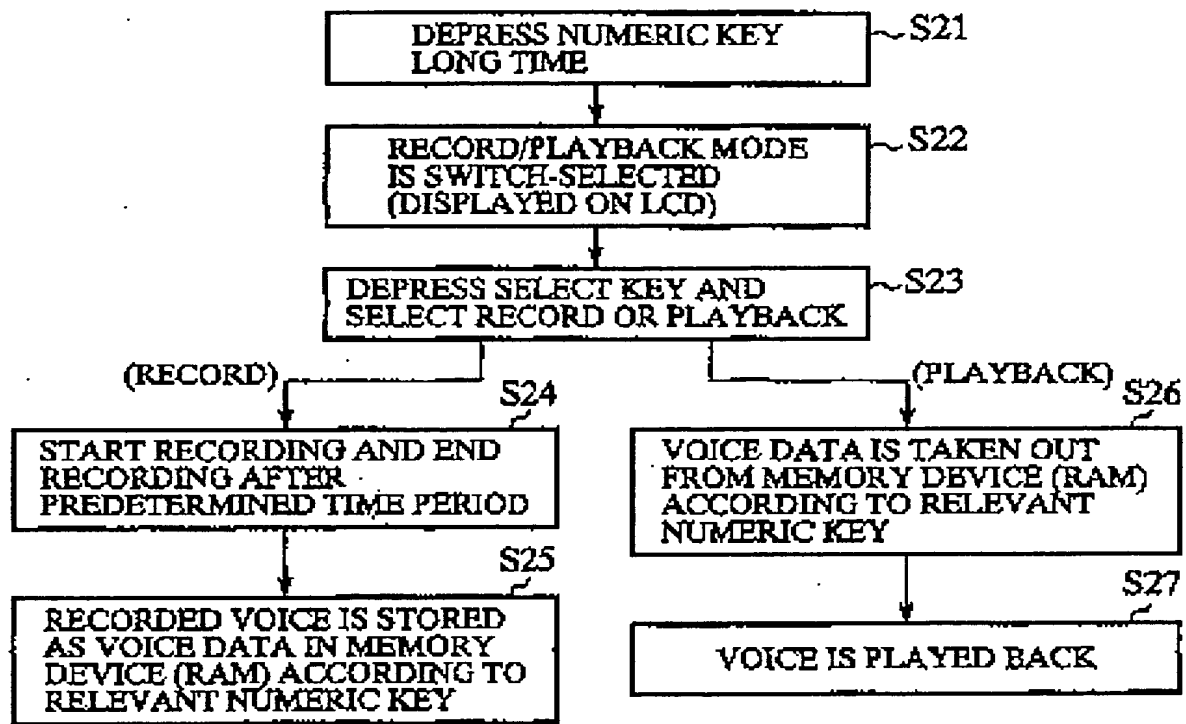 DEPRESS NUMERIC KEY
LONG TIME
S21
RECORD/PLAYBACK MODE
IS SWITCH-SELECTED
(DISPLAYED ON LCD)
S22
DEPRESS SELECT KEY AND
SELECT RECORD OR PLAYBACK
S23
(RECORD)
S24
START RECORDING AND END
RECORDING AFTER
PREDETERMINED TIME PERIOD
S25
RECORDED VOICE IS STORED
AS VOICE DATA IN MEMORY
DEVICE (RAM) ACCORDING TO
RELEVANT NUMERIC KEY
(PLAYBACK)
S26
VOICE DATA IS TAKEN OUT
FROM MEMORY DEVICE (RAM)
ACCORDING TO RELEVANT
NUMERIC KEY
S27
VOICE IS PLAYED BACK